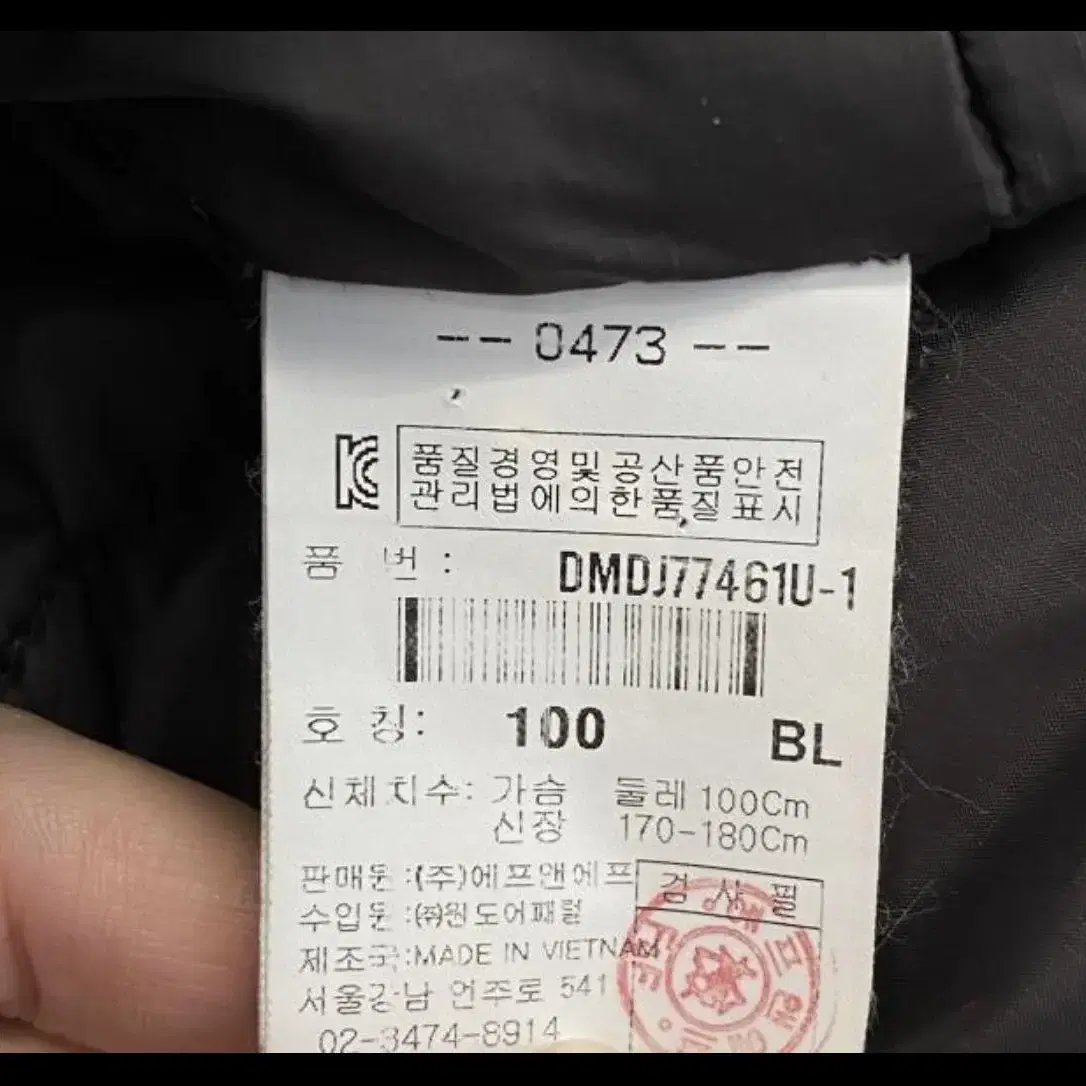 -- 0473 --
품질경영및공산품안전
관리법에의한품질표시
품 번 : DMDJ77461U-1
호 칭: 100 BL
신체치수: 가슴 둘레 100Cm
신장 170-180Cm
판매원 :(주)에프앤에프
검사필
수입원 :㈜원도어패럴
제조국:MADE IN VIETNAM
서울강남 언주로 541
02-3474-8914